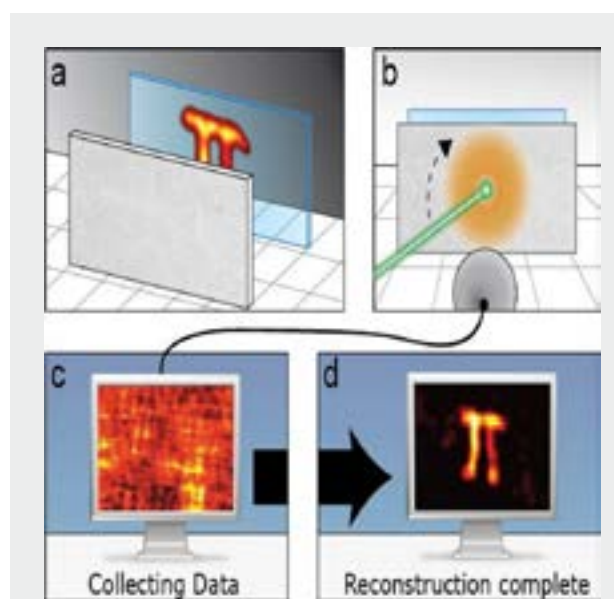 a
b
c
d
π
π
Collecting Data
Reconstruction complete